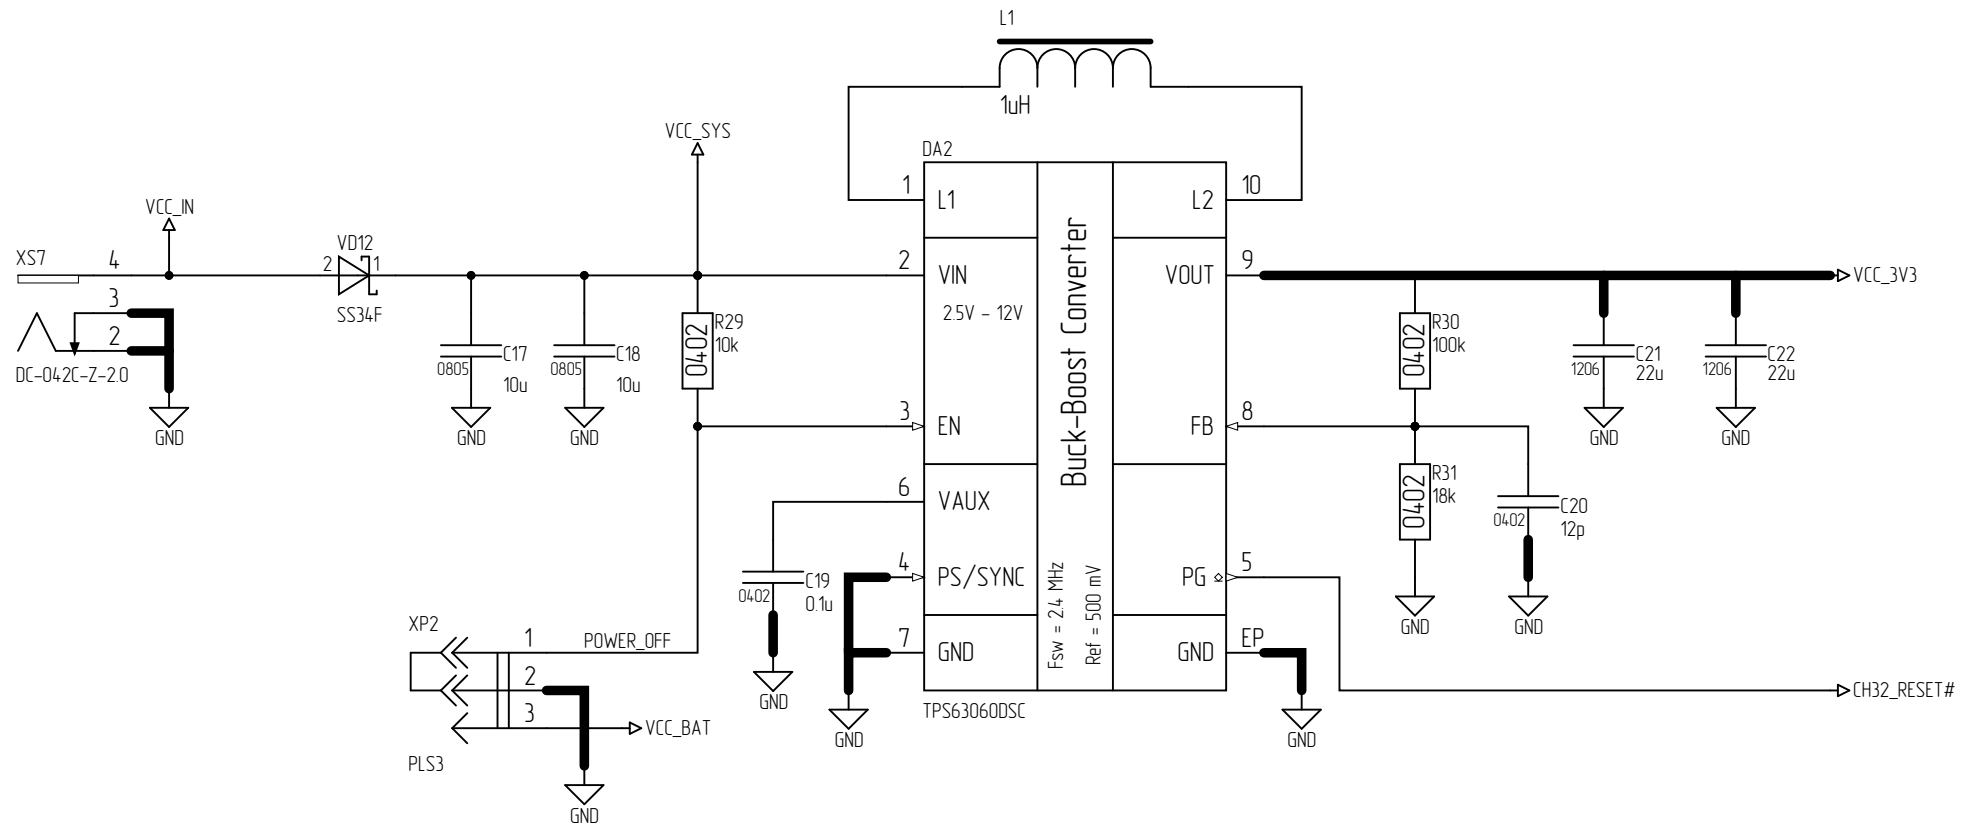 L1
1uH
VCC_SYS
DA2
VCC_IN
1
L1
L2
10
XS7
4
VD12
2
1
SS34F
2
VIN
2.5V – 12V
VOUT
9
VCC_3V3
3
2
DC-042C-Z-2.0
GND
0805
C17
10u
GND
0805
C18
10u
GND
0402
R29
10k
3
EN
Buck-Boost Converter
FB
8
0402
R30
100k
1206
C21
22u
GND
1206
C22
22u
GND
6
VAUX
0402
R31
18k
GND
0402
C20
12p
GND
4
PS/SYNC
Fsw = 2.4 MHz
Ref = 500 mV
PG
5
0402
C19
0.1u
GND
7
GND
GND
EP
TPS63060DSC
GND
GND
CH32_RESET#
XP2
1
POWER_OFF
2
3
VCC_BAT
PLS3
GND